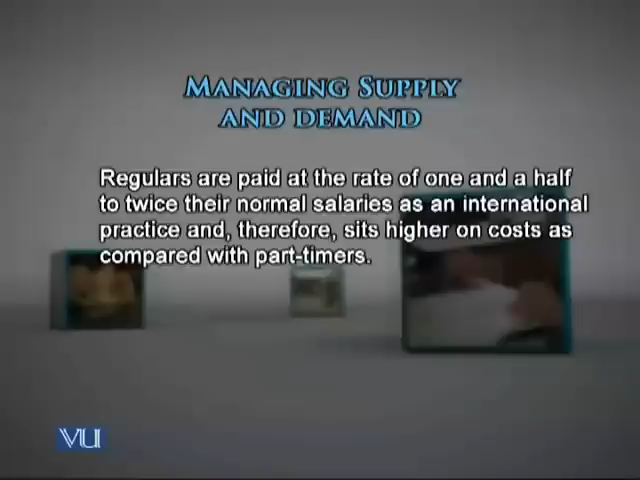 MANAGING SUPPLY
AND DEMAND
Regulars are paid at the rate of one and a half
to twice their normal salaries as an international
practice and, therefore, sits higher on costs as
compared with part-timers.
VU